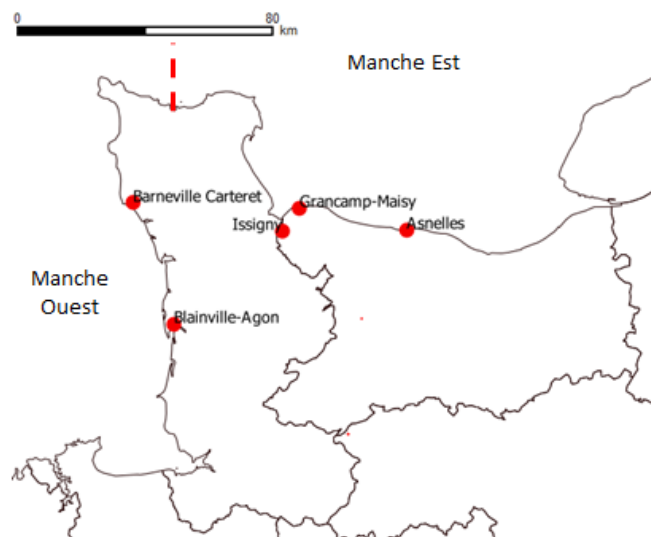 0 80
km
Manche Est
Barneville Carteret
Grancamp-Maisy
Issigny
Asnelles
Manche
Ouest
Blainville-Agon